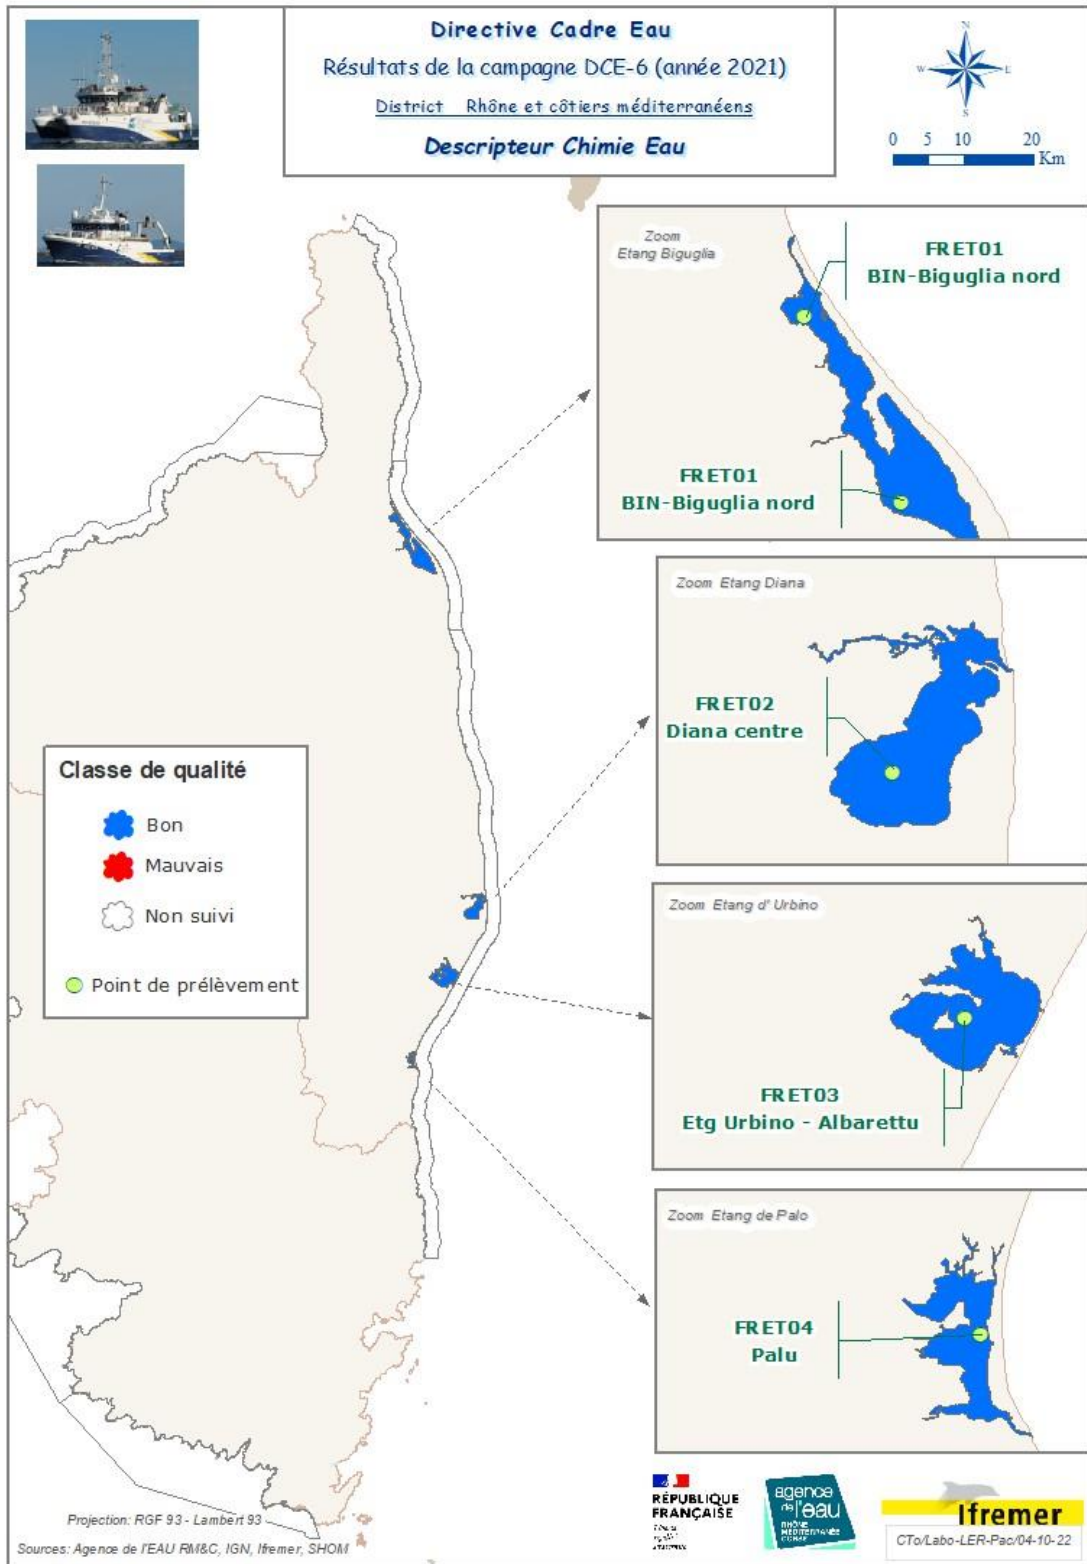 Directive Cadre Eau
Résultats de la campagne DCE-6 (année 2021)
District Rhône et côtiers méditerranéens
Descripteur Chimie Eau
N
W
E
S
0 5 10 20
Km
Zoom
Etang Biguglia
FRET01
BIN-Biguglia nord
FRET01
BIN-Biguglia nord
Zoom Etang Diana
FRET02
Diana centre
Classe de qualité
Bon
Mauvais
Non suivi
Point de prélèvement
Zoom Etang d'Urbino
FRET03
Etg Urbino - Albarettu
Zoom Etang de Palo
FRET04
Palu
Projection: RGF 93 - Lambert 93
Sources: Agence de l'EAU RM&C, IGN, Ifremer, SHOM
RÉPUBLIQUE
FRANÇAISE
agence
de l'eau
RHÔNE
MÉDITERRANÉE
CORSE
Ifremer
CTo/Labo-LER-Pac/04-10-22